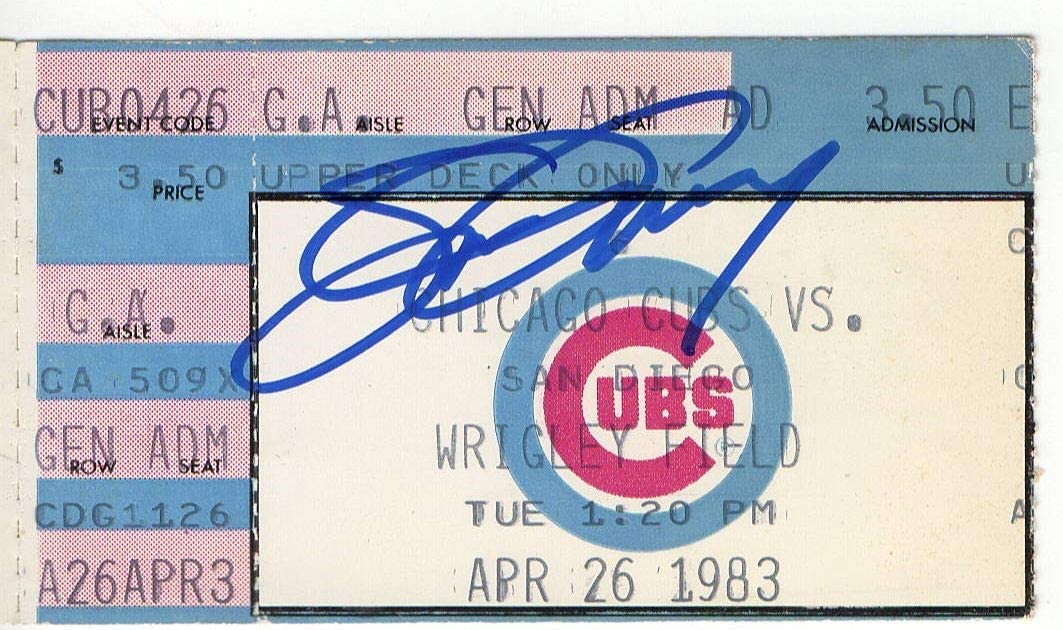 CUB0426 G.A. GEN ADM AD 3.50 E
EVENT CODE AISLE ROW SEAT ADMISSION
$ 3.50 UPPER DECK ONLY U
PRICE
CHICAGO CUBS VS.
G.A.
AISLE
SAN DIEGO
CA 509X
CUBS
WRIGLEY FIELD
GEN ADM
ROW SEAT
TUE 1:20 PM
CDG1126 A
A26APR3
APR 26 1983